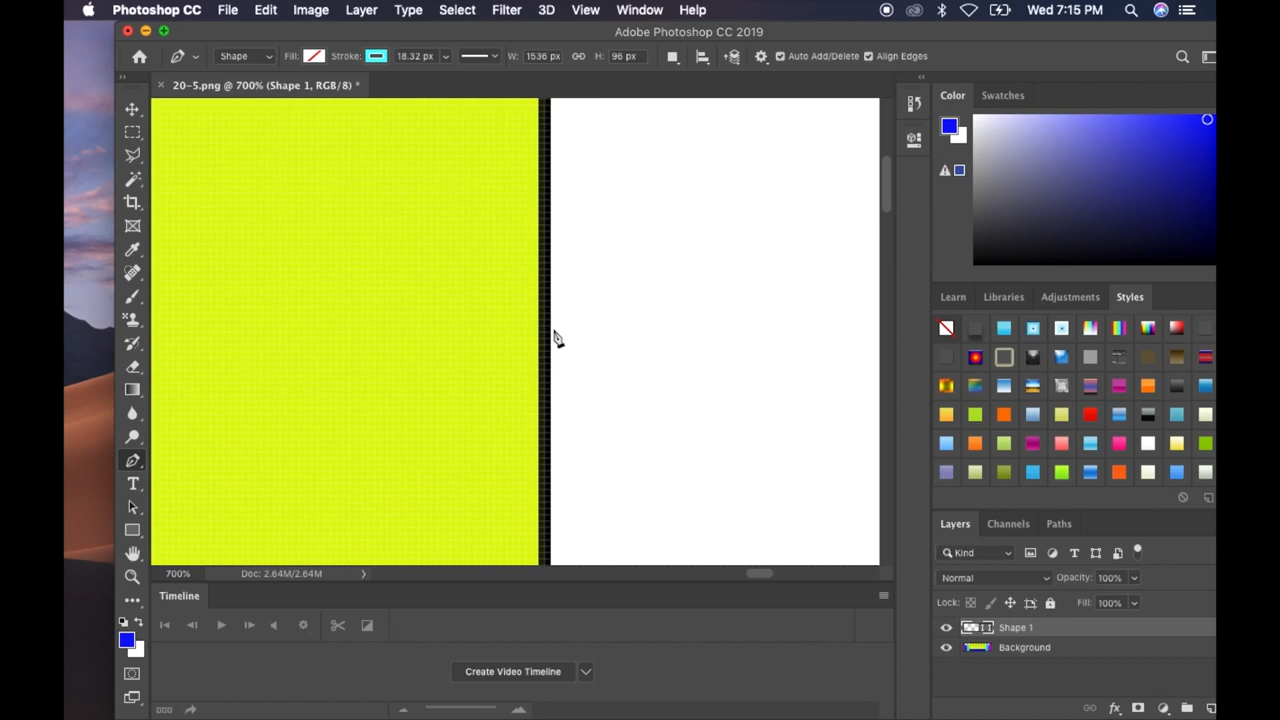 Photoshop CC File Edit Image Layer Type Select Filter 3D View Window Help Wed 7:15 PM
Adobe Photoshop CC 2019
Shape Fill: Stroke: 18.32 px W: 1536 px H: 96 px Auto Add/Delete Align Edges
20-5.png @ 700% (Shape 1, RGB/8) *
Color Swatches
Learn Libraries Adjustments Styles
Layers Channels Paths
Kind
Normal Opacity: 100%
Lock: Fill: 100%
Shape 1
Background
700% Doc: 2.64M/2.64M
Timeline
Create Video Timeline